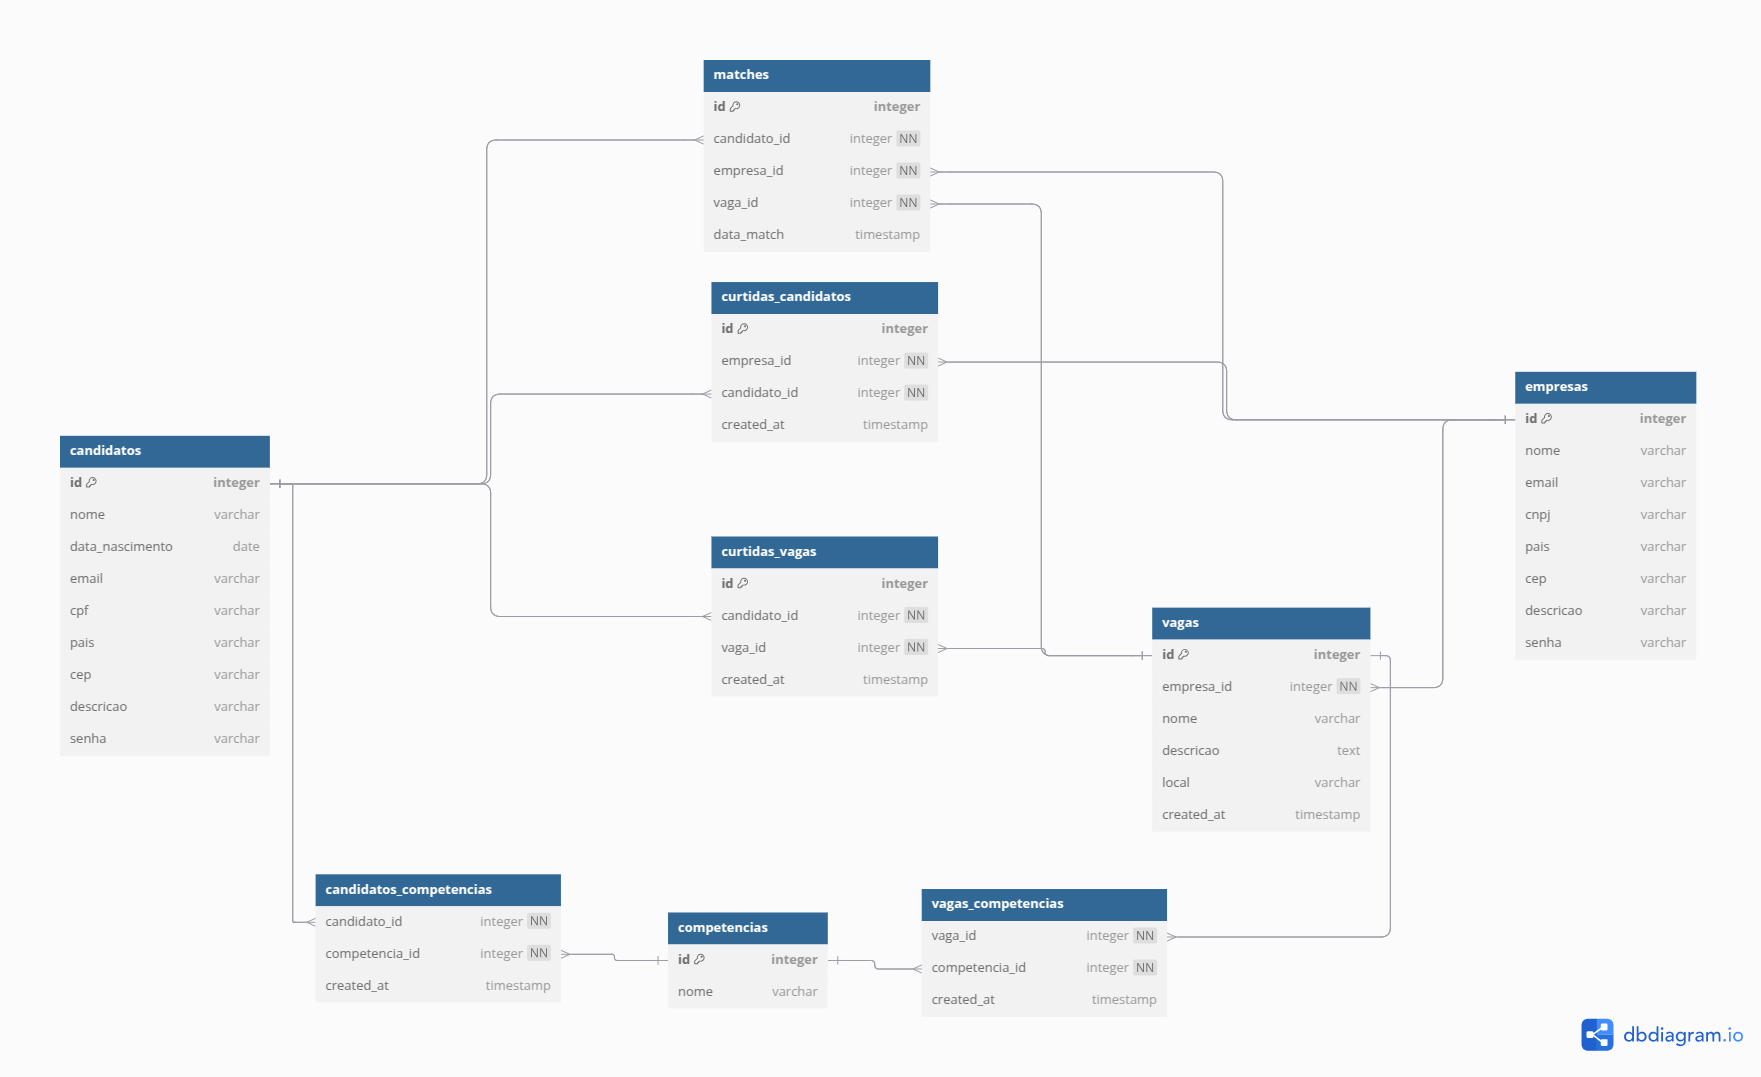 matches
id integer
candidato_id integer NN
empresa_id integer NN
vaga_id integer NN
data_match timestamp
curtidas_candidatos
id integer
empresa_id integer NN
candidato_id integer NN
created_at timestamp
empresas
id integer
nome varchar
email varchar
cnpj varchar
pais varchar
cep varchar
descricao varchar
senha varchar
candidatos
id integer
nome varchar
data_nascimento date
email varchar
cpf varchar
pais varchar
cep varchar
descricao varchar
senha varchar
curtidas_vagas
id integer
candidato_id integer NN
vaga_id integer NN
created_at timestamp
vagas
id integer
empresa_id integer NN
nome varchar
descricao text
local varchar
created_at timestamp
candidatos_competencias
candidato_id integer NN
competencia_id integer NN
created_at timestamp
competencias
id integer
nome varchar
vagas_competencias
vaga_id integer NN
competencia_id integer NN
created_at timestamp
dbdiagram.io